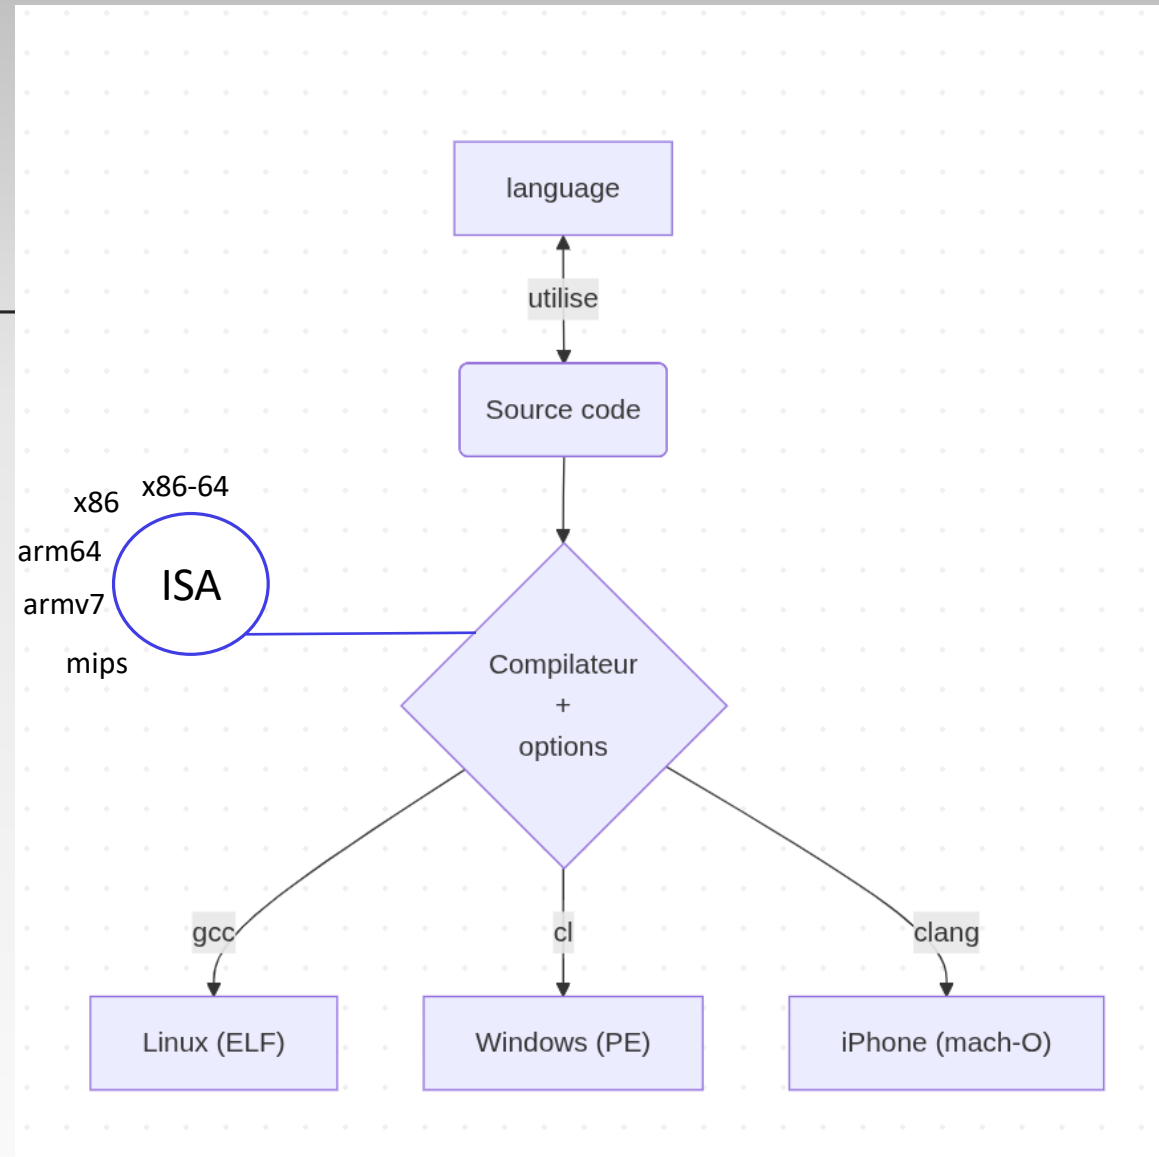 language
utilise
Source code
x86
x86-64
arm64
ISA
armv7
mips
Compilateur
+
options
gcc
cl
clang
Linux (ELF)
Windows (PE)
iPhone (mach-O)